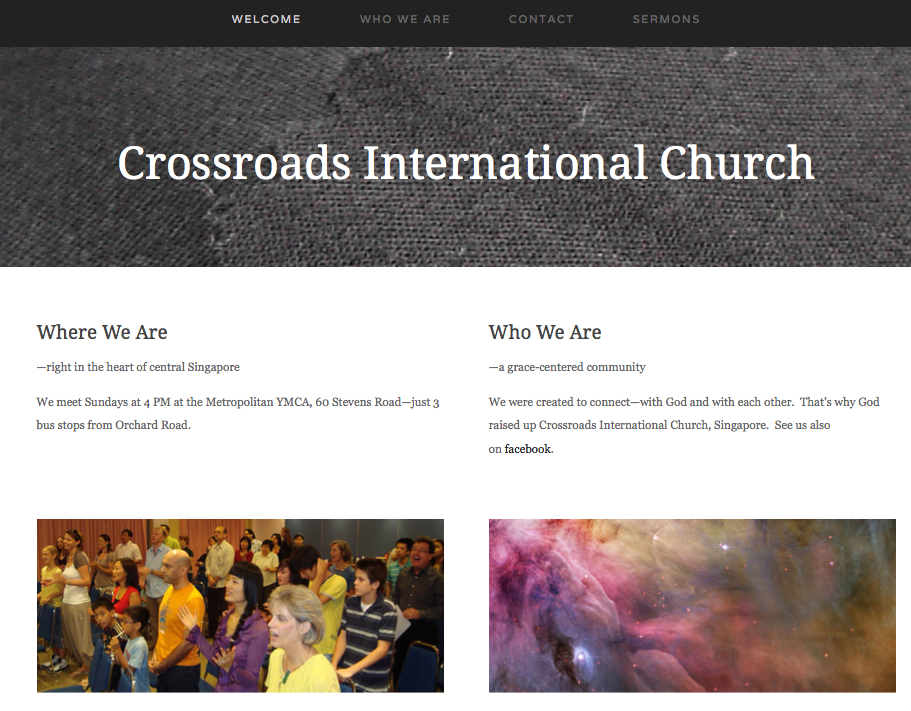 WELCOME WHO WE ARE CONTACT SERMONS
Crossroads International Church
Where We Are
—right in the heart of central Singapore
We meet Sundays at 4 PM at the Metropolitan YMCA, 60 Stevens Road—just 3
bus stops from Orchard Road.
Who We Are
—a grace-centered community
We were created to connect—with God and with each other.  That's why God
raised up Crossroads International Church, Singapore.  See us also
on facebook.